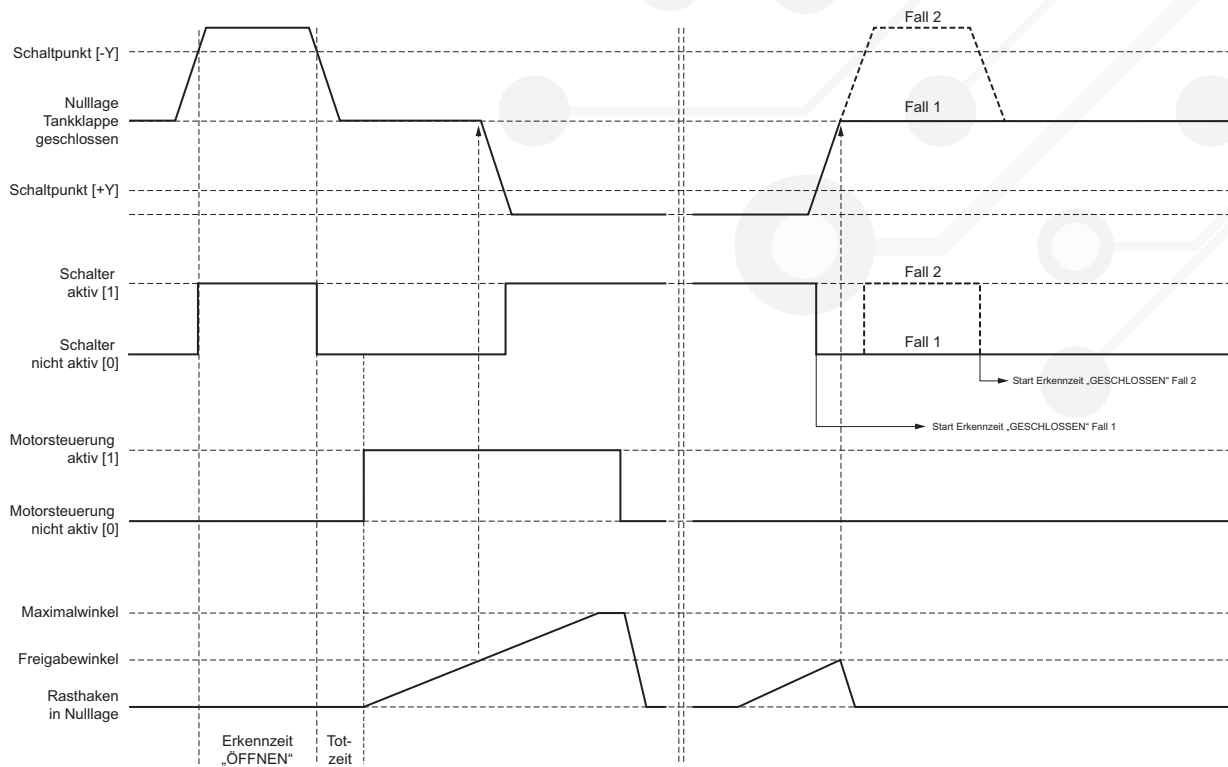 Fall 2
Schaltpunkt [-Y]
Nulllage
Tankklappe
geschlossen
Fall 1
Schaltpunkt [+Y]
Schalter
aktiv [1]
Fall 2
Schalter
nicht aktiv [0]
Fall 1
Start Erkennzeit „GESCHLOSSEN“ Fall 2
Start Erkennzeit „GESCHLOSSEN“ Fall 1
Motorsteuerung
aktiv [1]
Motorsteuerung
nicht aktiv [0]
Maximalwinkel
Freigabewinkel
Rasthaken
in Nulllage
Erkennzeit
„ÖFFNEN“
Tot-
zeit